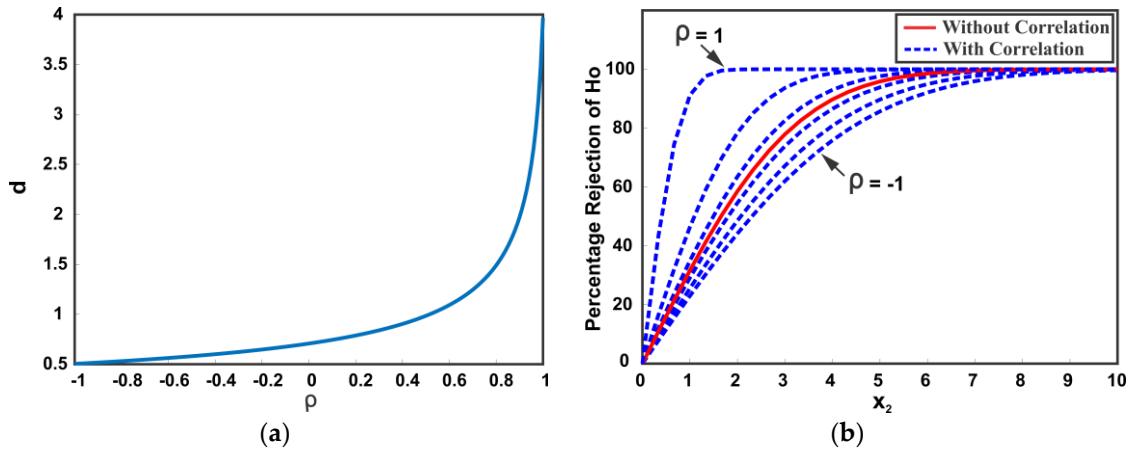 4
3.5
3
2.5
2
1.5
1
0.5
d
-1 -0.8 -0.6 -0.4 -0.2 0 0.2 0.4 0.6 0.8 1
ρ
(a)
Without Correlation
With Correlation
ρ = 1
ρ = -1
100
80
60
40
20
0
Percentage Rejection of Ho
0 1 2 3 4 5 6 7 8 9 10
x₂
(b)